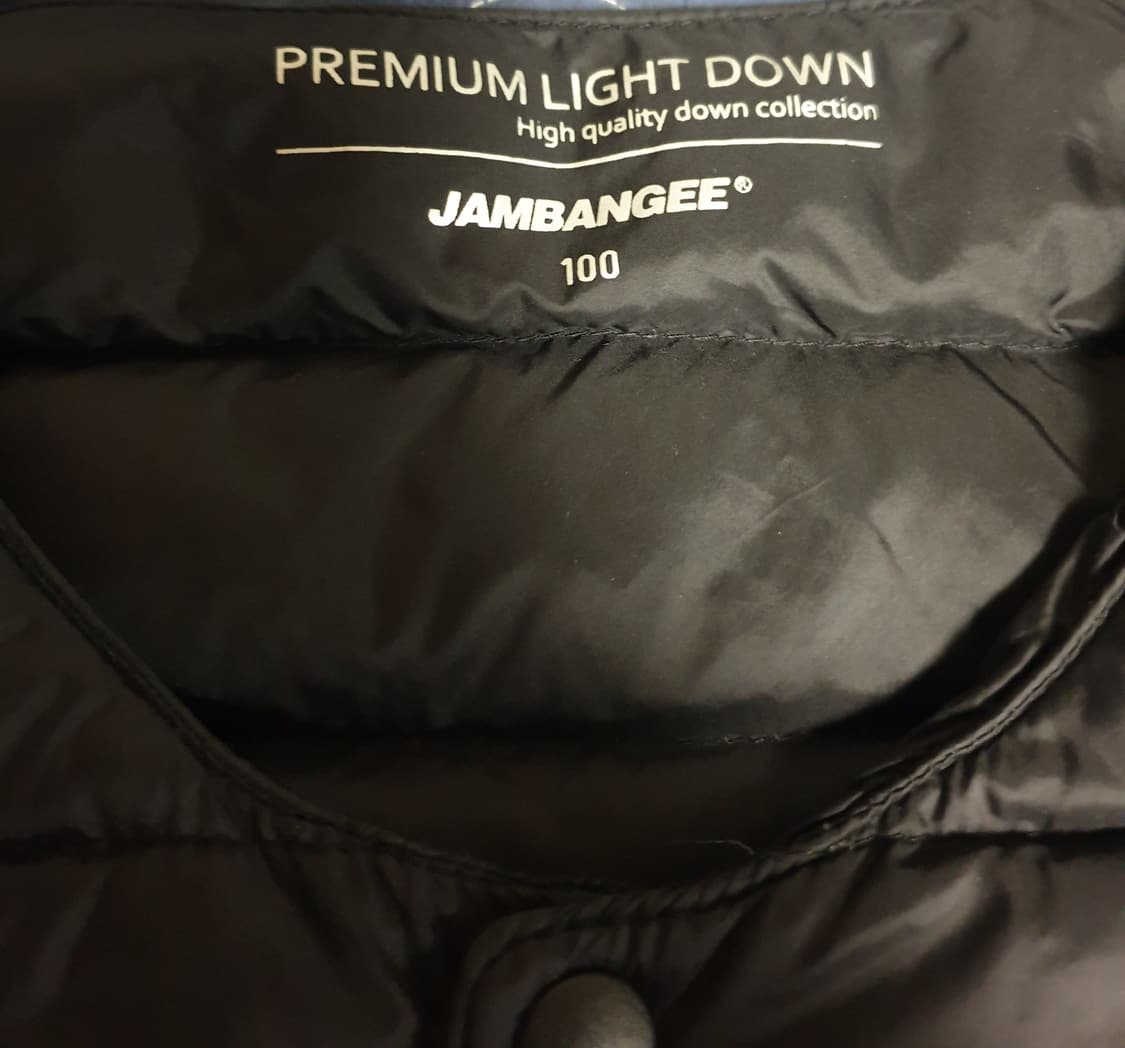 PREMIUM LIGHT DOWN
High quality down collection
JAMBANGEE®
100